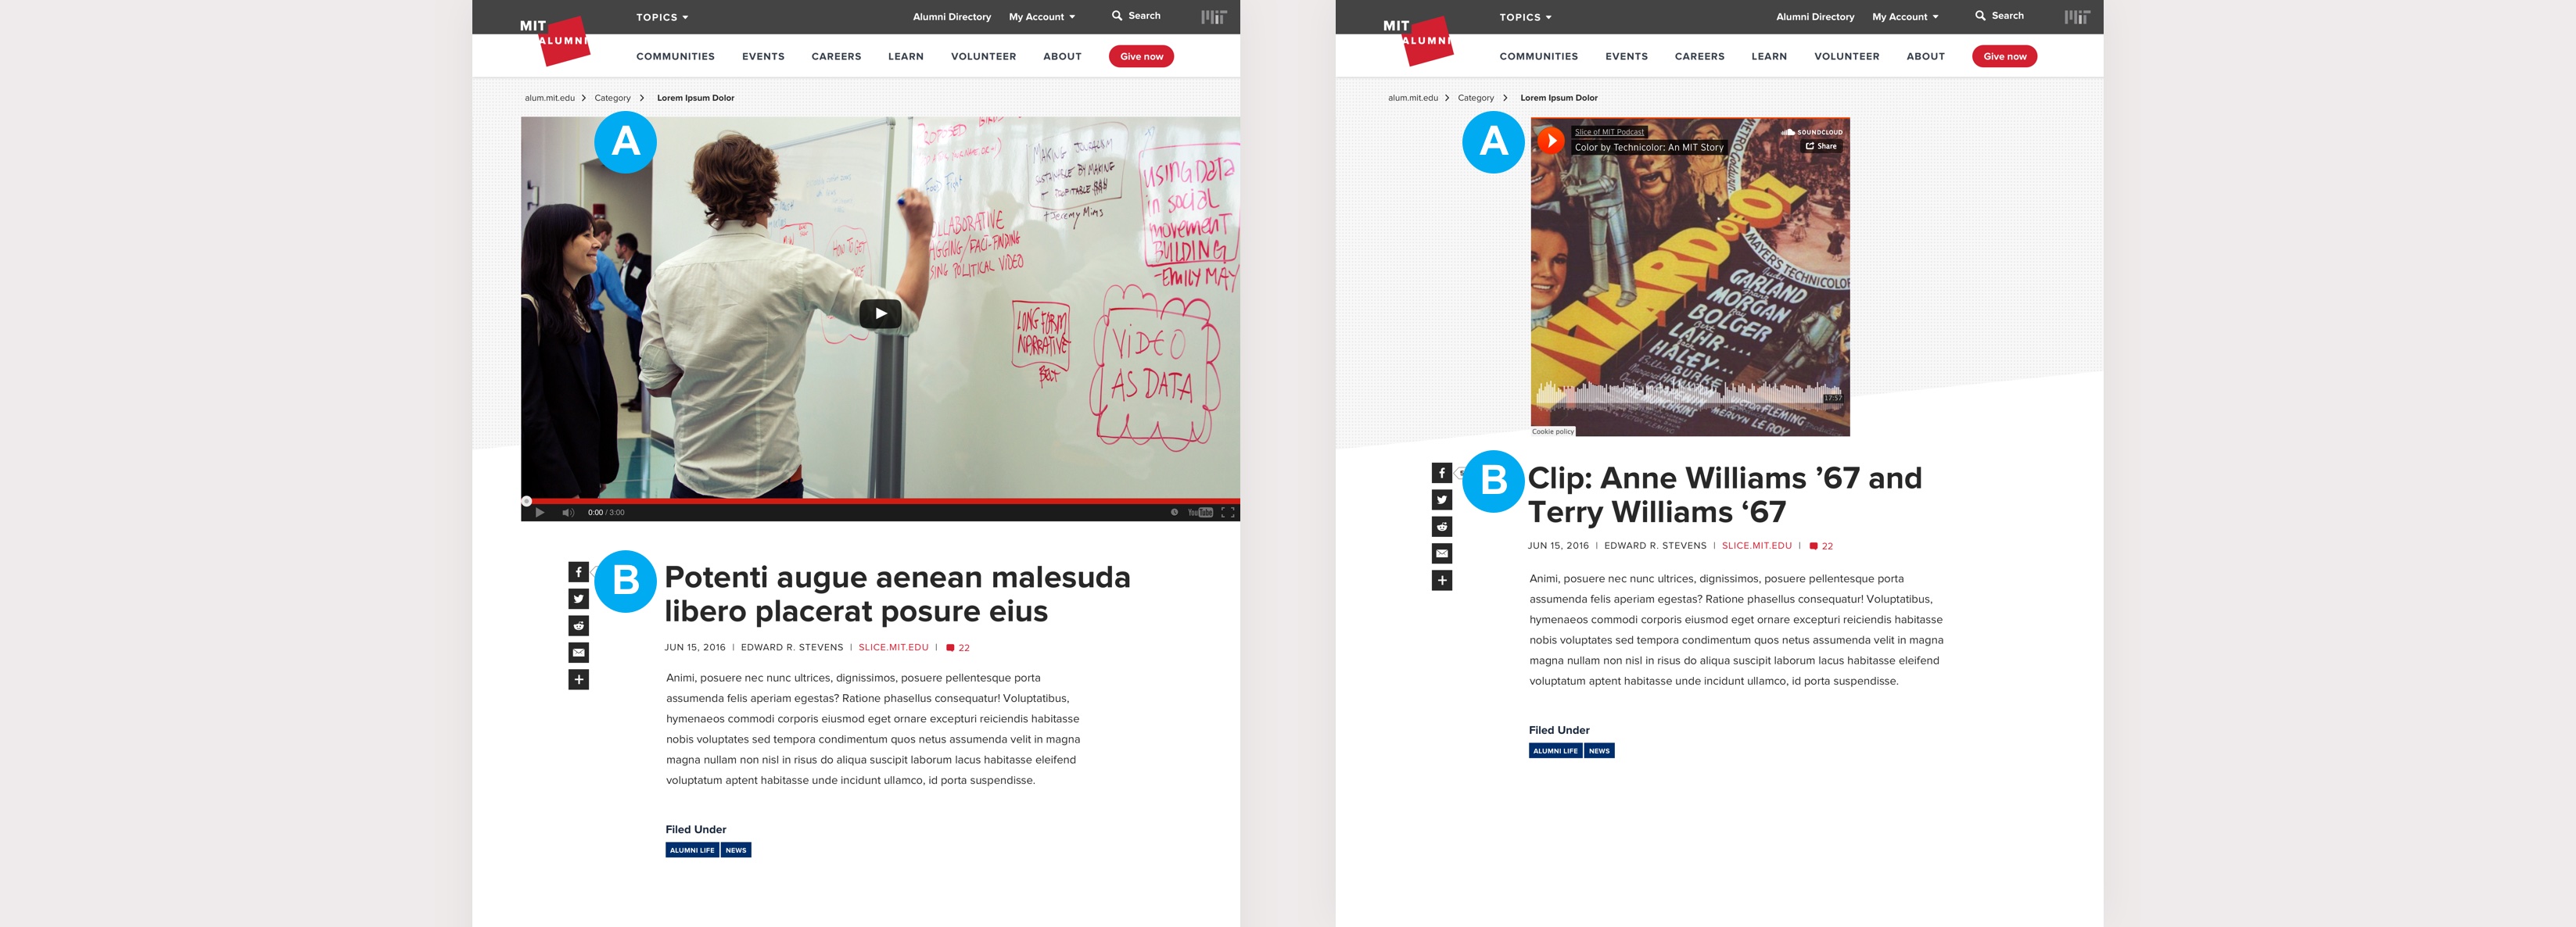 MIT
ALUMNI
TOPICS
Alumni Directory
My Account
Search
COMMUNITIES
EVENTS
CAREERS
LEARN
VOLUNTEER
ABOUT
Give now
alum.mit.edu
Category
Lorem Ipsum Dolor
A
MAKING JOURALISM
SUSTAINABLE BY MAKING
- PROFITABLE $$$
+Jeremy Mims
USING DATA
in social
movement
BUILDING
-EMILY MAY
LONG FORM
NARRATIVE
VIDEO
AS DATA
0:00 / 3:00
YouTube
B
Potenti augue aenean malesuda
libero placerat posure eius
JUN 15, 2016 | EDWARD R. STEVENS | SLICE.MIT.EDU | 22
Animi, posuere nec nunc ultrices, dignissimos, posuere pellentesque porta
assumenda felis aperiam egestas? Ratione phasellus consequatur! Voluptatibus,
hymenaeos commodi corporis eiusmod eget ornare excepturi reiciendis habitasse
nobis voluptates sed tempora condimentum quos netus assumenda velit in magna
magna nullam non nisl in risus do aliqua suscipit laborum lacus habitasse eleifend
voluptatum aptent habitasse unde incidunt ullamco, id porta suspendisse.
Filed Under
ALUMNI LIFE
NEWS
MIT
ALUMNI
TOPICS
Alumni Directory
My Account
Search
COMMUNITIES
EVENTS
CAREERS
LEARN
VOLUNTEER
ABOUT
Give now
alum.mit.edu
Category
Lorem Ipsum Dolor
A
Slice of MIT Podcast
Color by Technicolor: An MIT Story
SOUNDCLOUD
Share
WIZARD OF OZ
MAYERS TECHNICOLOR
GARLAND
MORGAN
BOLGER
LAHR....
HALEY...
BURKE
VICTOR FLEMING
MERVYN LEROY
17:57
Cookie policy
B
Clip: Anne Williams ’67 and
Terry Williams ‘67
JUN 15, 2016 | EDWARD R. STEVENS | SLICE.MIT.EDU | 22
Animi, posuere nec nunc ultrices, dignissimos, posuere pellentesque porta
assumenda felis aperiam egestas? Ratione phasellus consequatur! Voluptatibus,
hymenaeos commodi corporis eiusmod eget ornare excepturi reiciendis habitasse
nobis voluptates sed tempora condimentum quos netus assumenda velit in magna
magna nullam non nisl in risus do aliqua suscipit laborum lacus habitasse eleifend
voluptatum aptent habitasse unde incidunt ullamco, id porta suspendisse.
Filed Under
ALUMNI LIFE
NEWS